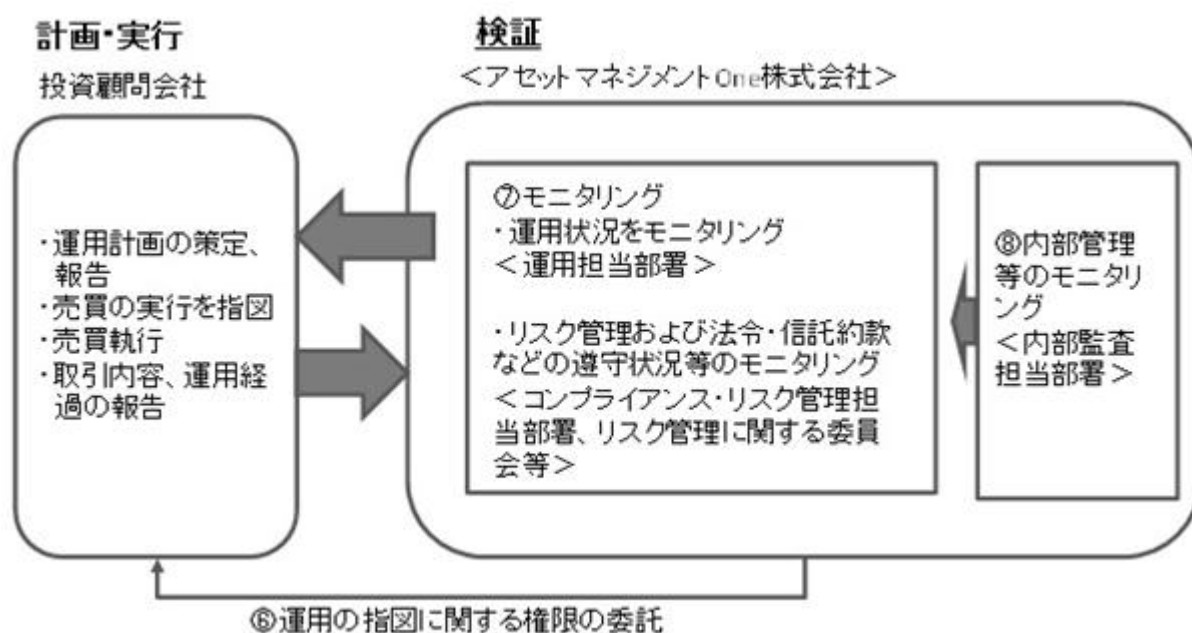 計画・実行
投資顧問会社
・運用計画の策定、
報告
・売買の実行を指図
・売買執行
・取引内容、運用経
過の報告
検証
＜アセットマネジメントOne株式会社＞
⑦モニタリング
・運用状況をモニタリング
＜運用担当部署＞
・リスク管理および法令・信託約款
などの遵守状況等のモニタリング
＜コンプライアンス・リスク管理担
当部署、リスク管理に関する委員
会等＞
⑧内部管理
等のモニタリ
ング
＜内部監査
担当部署＞
⑥運用の指図に関する権限の委託